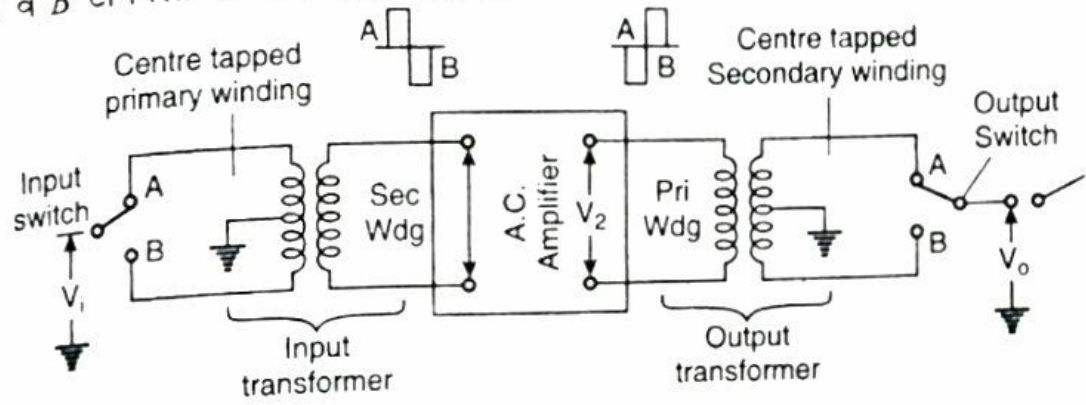 A
B
A
B
Centre tapped
primary winding
Centre tapped
Secondary winding
Output
Switch
Input
switch
A
B
Vi
Sec
Wdg
A.C.
Amplifier
V2
Pri
Wdg
A
B
Vo
Input
transformer
Output
transformer